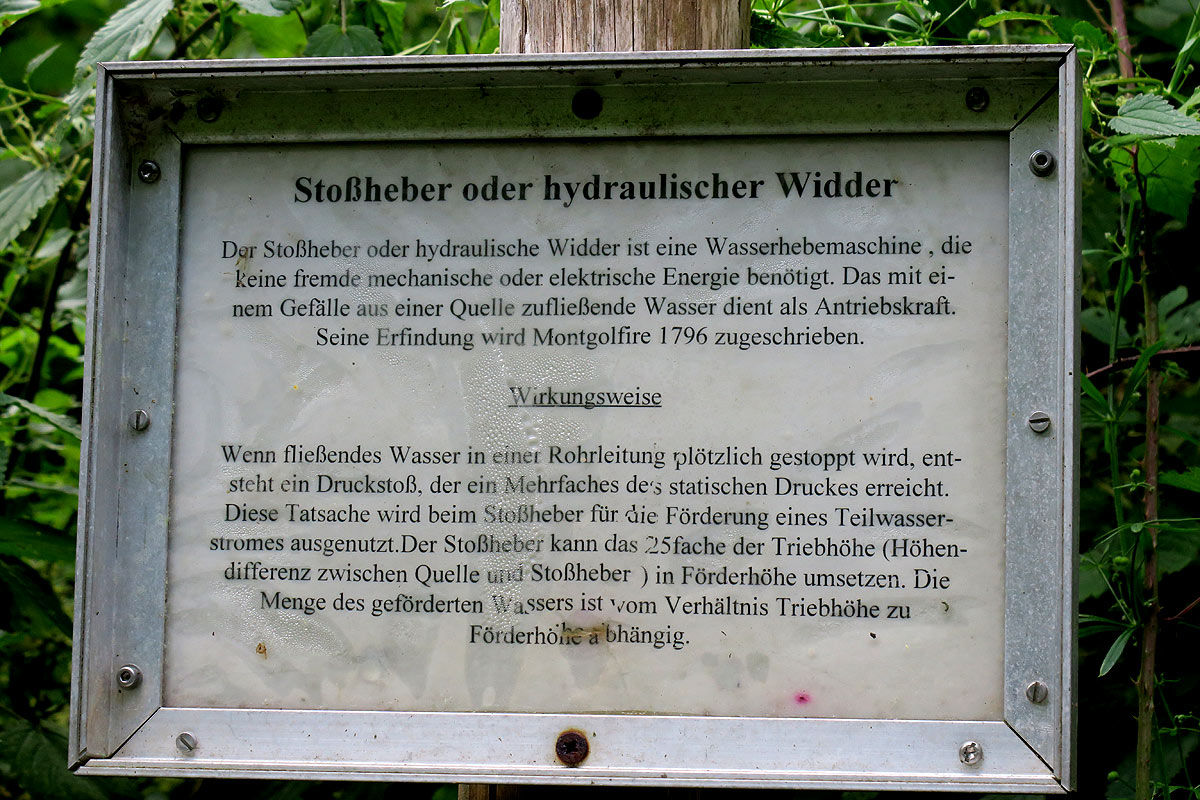 Stoßheber oder hydraulischer Widder
Der Stoßheber oder hydraulische Widder ist eine Wasserhebemaschine , die
keine fremde mechanische oder elektrische Energie benötigt. Das mit ei-
nem Gefälle aus einer Quelle zufließende Wasser dient als Antriebskraft.
Seine Erfindung wird Montgolfire 1796 zugeschrieben.
Wirkungsweise
Wenn fließendes Wasser in einer Rohrleitung plötzlich gestoppt wird, ent-
steht ein Druckstoß, der ein Mehrfaches des statischen Druckes erreicht.
Diese Tatsache wird beim Stoßheber für die Förderung eines Teilwasser-
stromes ausgenutzt.Der Stoßheber kann das 25fache der Triebhöhe (Höhen-
differenz zwischen Quelle und Stoßheber ) in Förderhöhe umsetzen. Die
Menge des geförderten Wassers ist vom Verhältnis Triebhöhe zu
Förderhöhe abhängig.